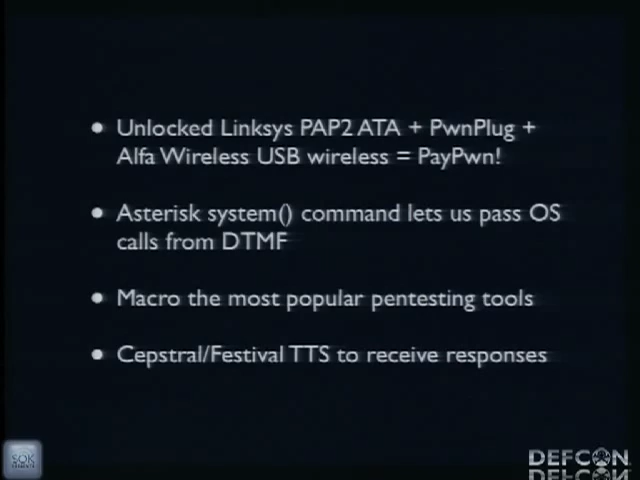 • Unlocked Linksys PAP2 ATA + PwnPlug +
Alfa Wireless USB wireless = PayPwn!
• Asterisk system() command lets us pass OS
calls from DTMF
• Macro the most popular pentesting tools
• Cepstral/Festival TTS to receive responses
SOK
DEFCON